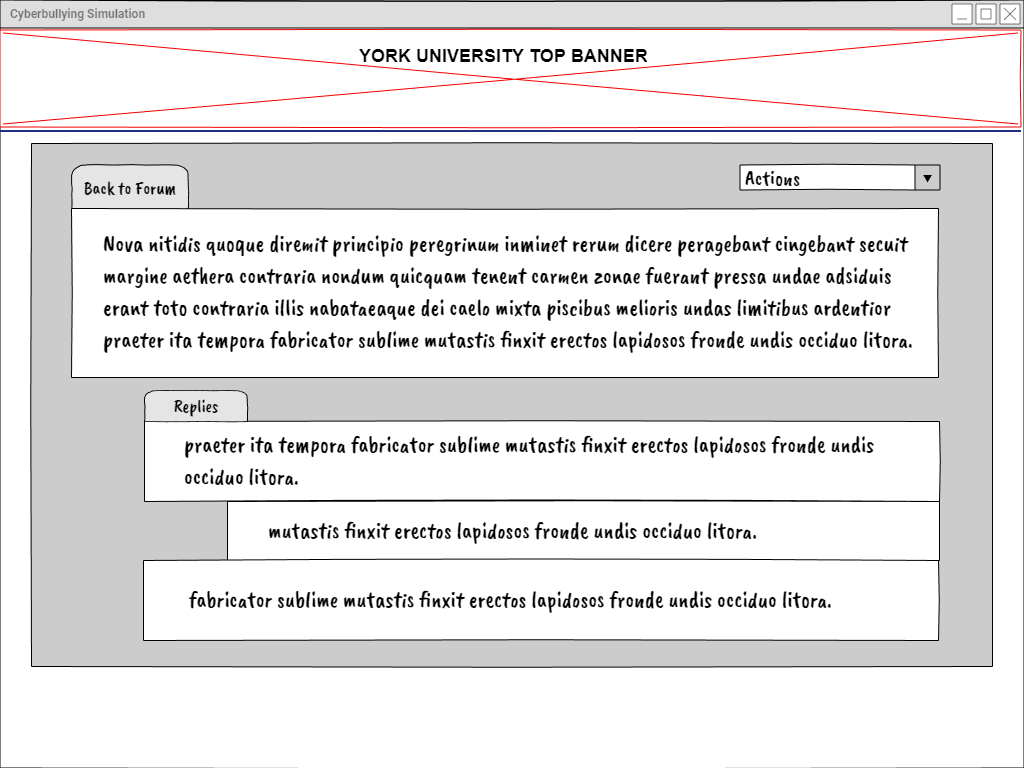 Cyberbullying Simulation
YORK UNIVERSITY TOP BANNER
Back to Forum
Actions
Nova nitidis quoque diremit principio peregrinum inminet rerum dicere peragebant cingebant secuit
margine aethera contraria nondum quicquam tenent carmen zonae fuerant pressa undae adsiduis
erant toto contraria illis nabataeaque dei caelo mixta piscibus melioris undas limitibus ardentior
praeter ita tempora fabricator sublime mutastis finxit erectos lapidosos fronde undis occiduo litora.
Replies
praeter ita tempora fabricator sublime mutastis finxit erectos lapidosos fronde undis
occiduo litora.
mutastis finxit erectos lapidosos fronde undis occiduo litora.
fabricator sublime mutastis finxit erectos lapidosos fronde undis occiduo litora.